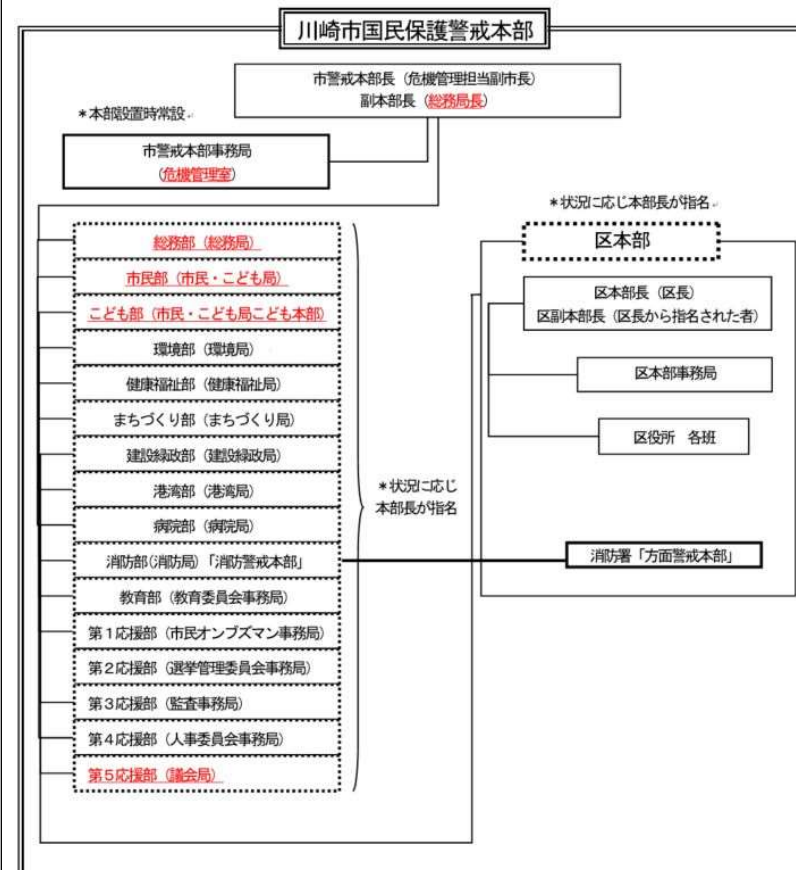 川崎市国民保護警戒本部
市警戒本部長（危機管理担当副市長）
副本部長（総務局長）
＊本部設置時常設
市警戒本部事務局
（危機管理室）
＊状況に応じ本部長が指名
総務部（総務局）
市民部（市民・こども局）
こども部（市民・こども局こども本部）
環境部（環境局）
健康福祉部（健康福祉局）
まちづくり部（まちづくり局）
建設緑政部（建設緑政局）
港湾部（港湾局）
病院部（病院局）
消防部(消防局)「消防警戒本部」
教育部（教育委員会事務局）
第１応援部（市民オンブズマン事務局）
第２応援部（選挙管理委員会事務局）
第３応援部（監査事務局）
第４応援部（人事委員会事務局）
第５応援部（議会局）
＊状況に応じ
本部長が指名
区本部
区本部長（区長）
区副本部長（区長から指名された者）
区本部事務局
区役所　各班
消防署「方面警戒本部」